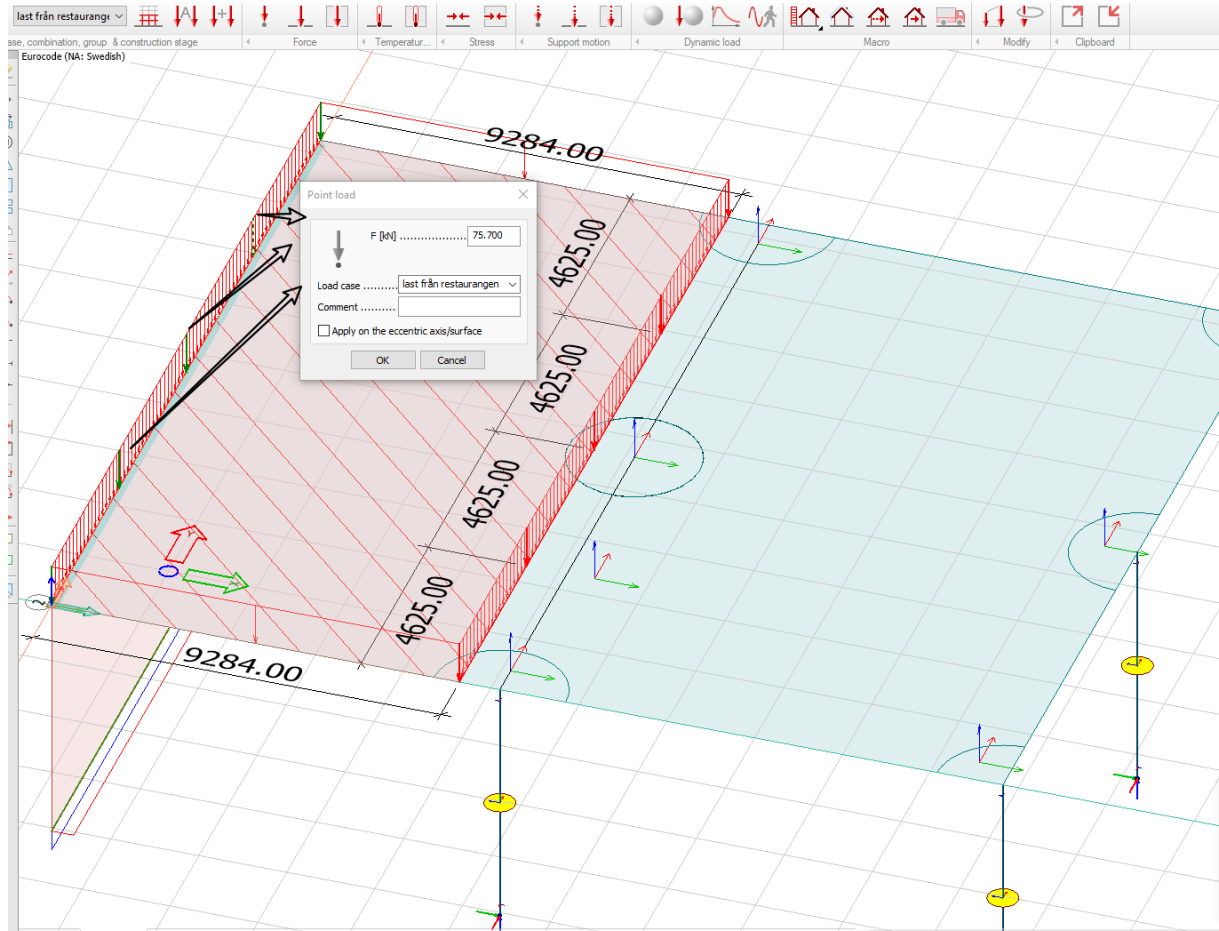 last från restaurange
ase, combination, group & construction stage
Force
Temperatur...
Stress
Support motion
Dynamic load
Macro
Modify
Clipboard
Eurocode (NA: Swedish)
9284.00
Point load
F [kN] ................... 75.700
Load case .......... last från restaurangen
Comment ..........
Apply on the eccentric axis/surface
OK
Cancel
4625.00
4625.00
4625.00
4625.00
2
9284.00